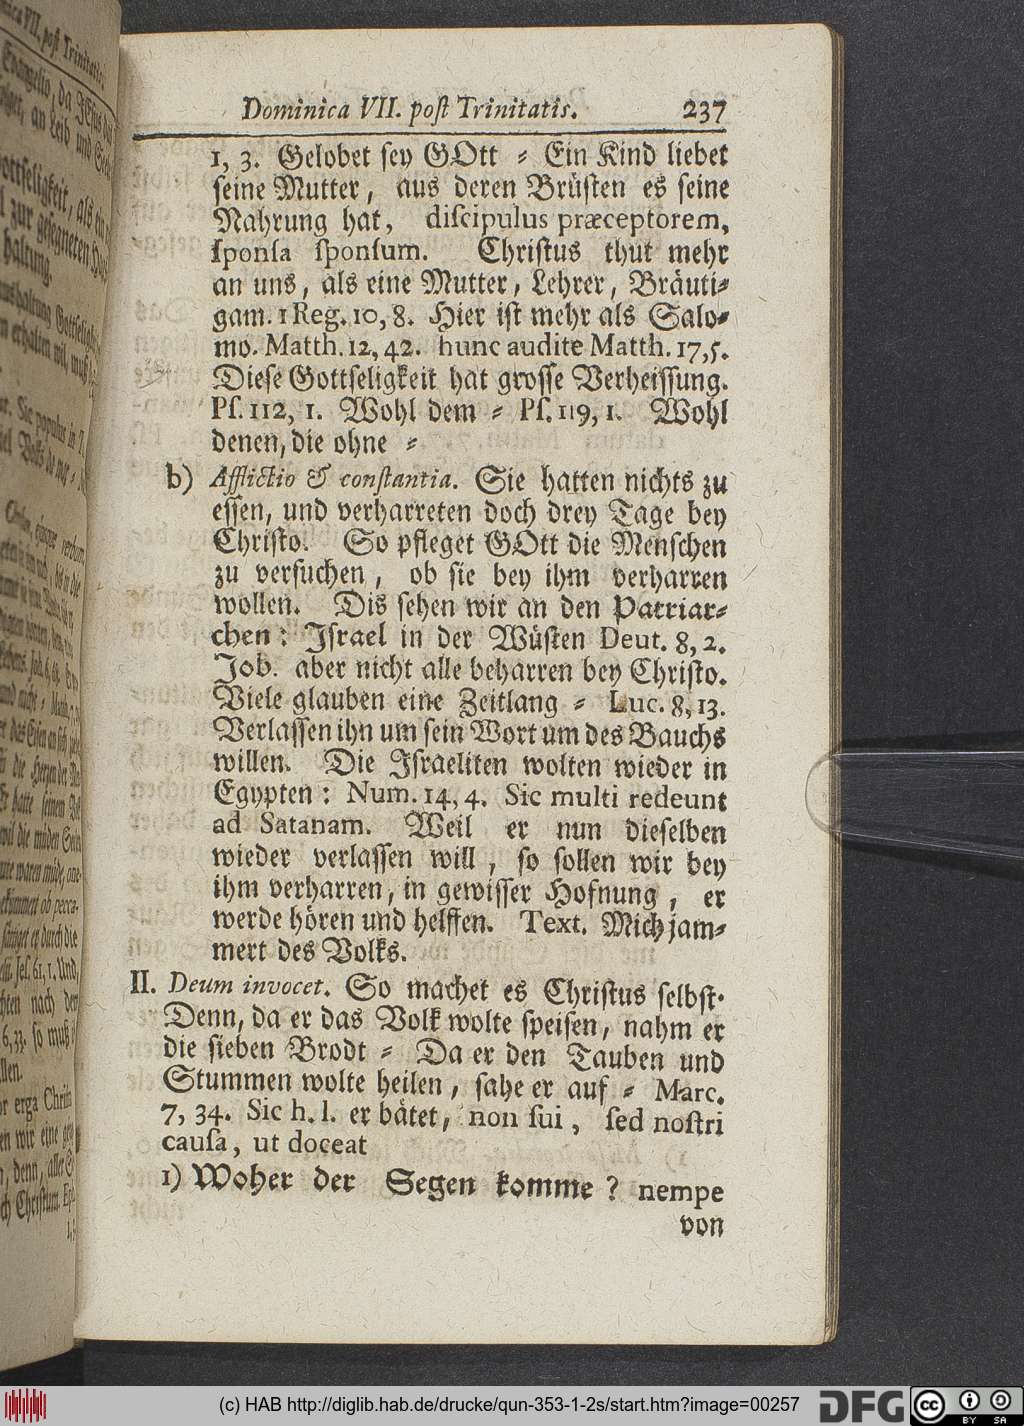 Dominica VII. poſt Trinitatis. 237
1, 3. Gelobet ſey GOtt ⸗ Ein Kind liebet
ſeine Mutter, aus deren Brüſten es ſeine
Nahrung hat, diſcipulus præceptorem,
ſponſa ſponſum. Chriſtus thut mehr
an uns, als eine Mutter, Lehrer, Bräuti⸗
gam. 1 Reg. 10, 8. Hier iſt mehr als Salo⸗
mo. Matth. 12, 42. hunc audite Matth. 17, 5.
Dieſe Gottſeligkeit hat groſſe Verheiſſung.
Pſ. 112, 1. Wohl dem ⸗ Pſ. 119, 1. Wohl
denen, die ohne ⸗
b) Afflictio & conſtantia. Sie hatten nichts zu
eſſen, und verharreten doch drey Tage bey
Chriſto. So pfleget GOtt die Menſchen
zu verſuchen, ob ſie bey ihm verharren
wollen. Dis ſehen wir an den Patriar⸗
chen: Iſrael in der Wüſten Deut. 8, 2.
Job. aber nicht alle beharren bey Chriſto.
Viele glauben eine Zeitlang ⸗ Luc. 8, 13.
Verlaſſen ihn um ſein Wort um des Bauchs
willen. Die Iſraeliten wolten wieder in
Egypten: Num. 14, 4. Sic multi redeunt
ad Satanam. Weil er nun dieſelben
wieder verlaſſen will, ſo ſollen wir bey
ihm verharren, in gewiſſer Hofnung, er
werde hören und helffen. Text. Mich jam⸗
mert des Volks.
II. Deum invocet. So machet es Chriſtus ſelbſt.
Denn, da er das Volk wolte ſpeiſen, nahm er
die ſieben Brodt ⸗ Da er den Tauben und
Stummen wolte heilen, ſahe er auf ⸗ Marc.
7, 34. Sic h. l. er bätet, non ſui, ſed noſtri
cauſa, ut doceat
1) Woher der Segen komme? nempe
von
(c) HAB http://diglib.hab.de/drucke/qun-353-1-2s/start.htm?image=00257
DFG
cc
BY SA